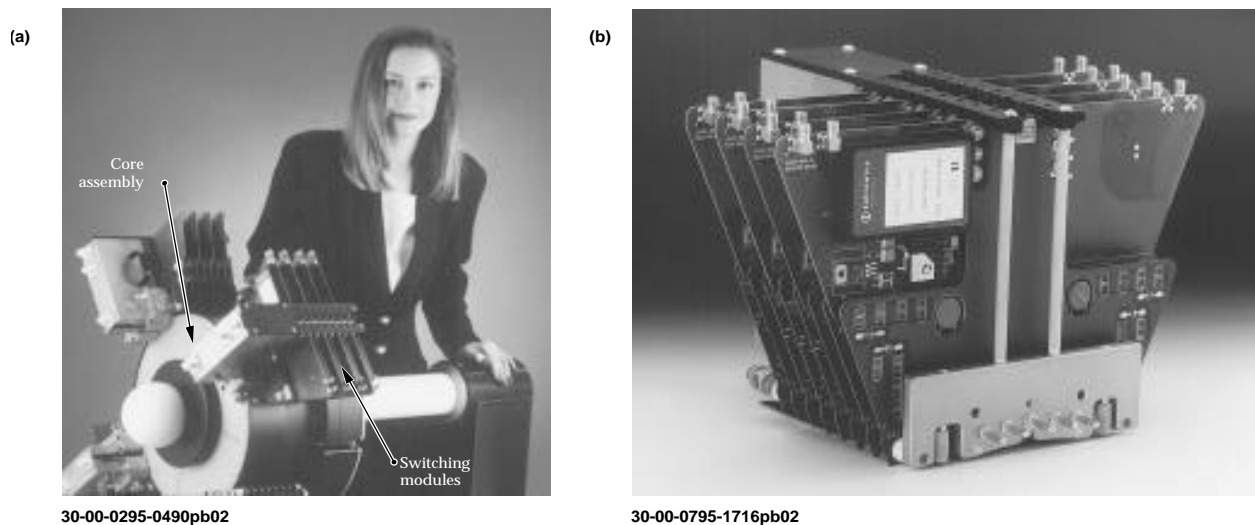 (a)
Core
assembly
Switching
modules
30-00-0295-0490pb02
(b)
30-00-0795-1716pb02